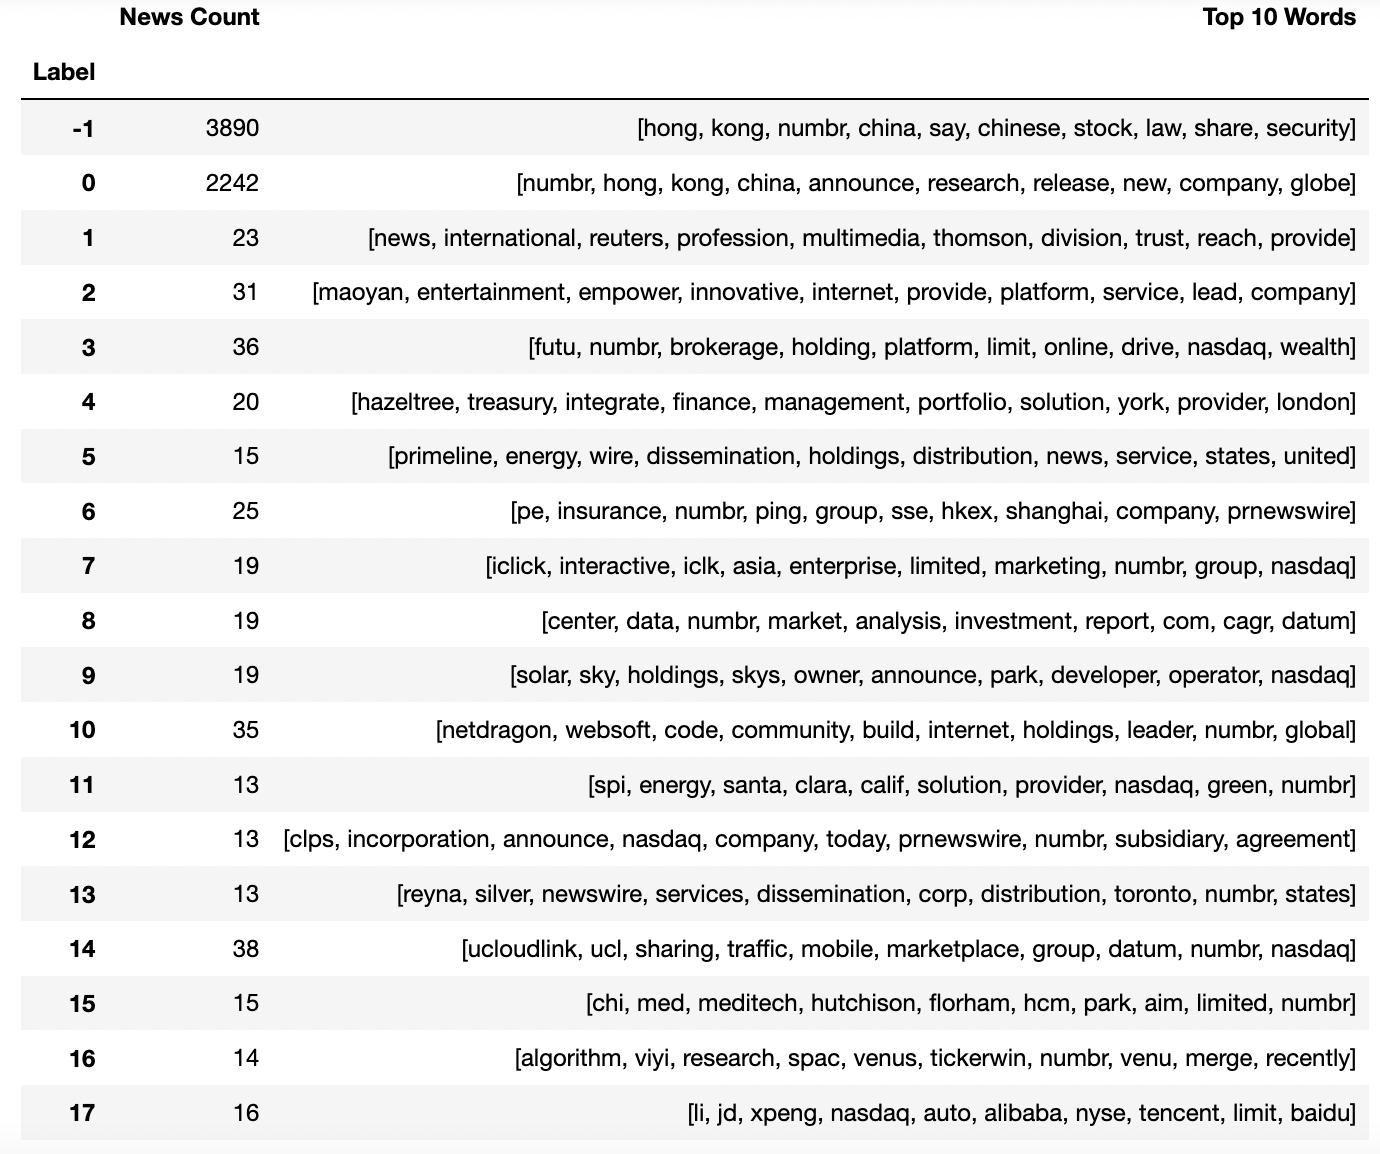 News Count Top 10 Words
Label
-1 3890 [hong, kong, numbr, china, say, chinese, stock, law, share, security]
0 2242 [numbr, hong, kong, china, announce, research, release, new, company, globe]
1 23 [news, international, reuters, profession, multimedia, thomson, division, trust, reach, provide]
2 31 [maoyan, entertainment, empower, innovative, internet, provide, platform, service, lead, company]
3 36 [futu, numbr, brokerage, holding, platform, limit, online, drive, nasdaq, wealth]
4 20 [hazeltree, treasury, integrate, finance, management, portfolio, solution, york, provider, london]
5 15 [primeline, energy, wire, dissemination, holdings, distribution, news, service, states, united]
6 25 [pe, insurance, numbr, ping, group, sse, hkex, shanghai, company, prnewswire]
7 19 [iclick, interactive, iclk, asia, enterprise, limited, marketing, numbr, group, nasdaq]
8 19 [center, data, numbr, market, analysis, investment, report, com, cagr, datum]
9 19 [solar, sky, holdings, skys, owner, announce, park, developer, operator, nasdaq]
10 35 [netdragon, websoft, code, community, build, internet, holdings, leader, numbr, global]
11 13 [spi, energy, santa, clara, calif, solution, provider, nasdaq, green, numbr]
12 13 [clps, incorporation, announce, nasdaq, company, today, prnewswire, numbr, subsidiary, agreement]
13 13 [reyna, silver, newswire, services, dissemination, corp, distribution, toronto, numbr, states]
14 38 [ucloudlink, ucl, sharing, traffic, mobile, marketplace, group, datum, numbr, nasdaq]
15 15 [chi, med, meditech, hutchison, florham, hcm, park, aim, limited, numbr]
16 14 [algorithm, viyi, research, spac, venus, tickerwin, numbr, venu, merge, recently]
17 16 [li, jd, xpeng, nasdaq, auto, alibaba, nyse, tencent, limit, baidu]